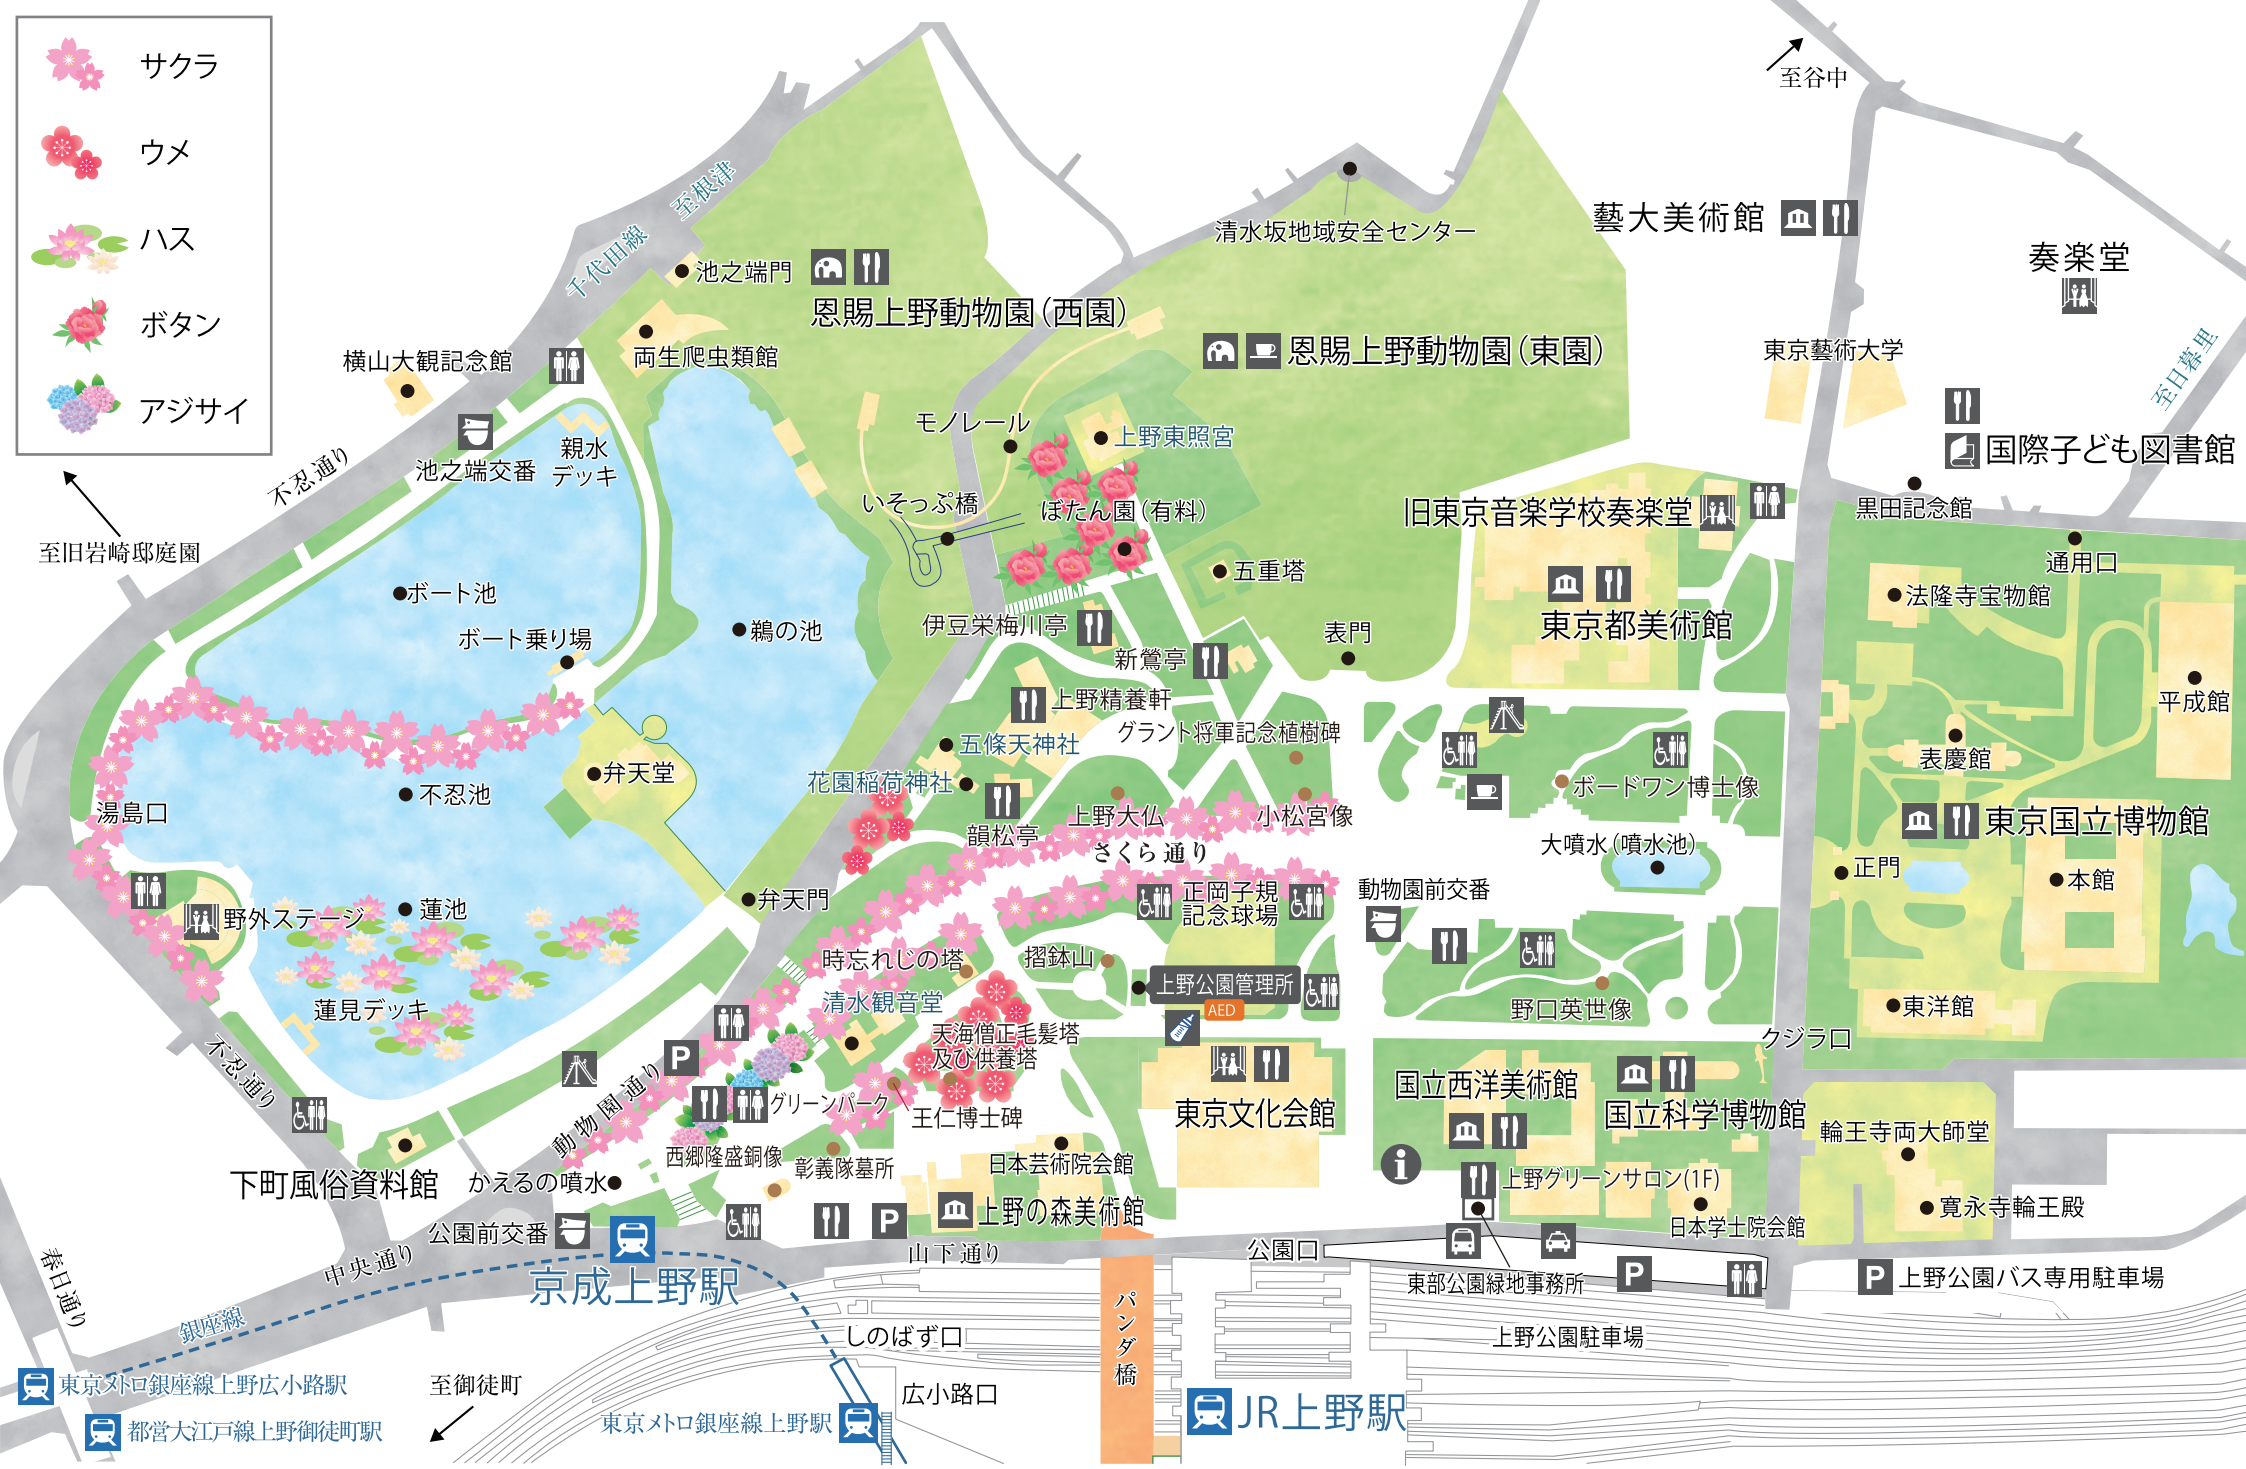 サクラ
ウメ
ハス
ボタン
アジサイ
至谷中
至根津
千代田線
清水坂地域安全センター
藝大美術館
奏楽堂
池之端門
恩賜上野動物園（西園）
恩賜上野動物園（東園）
両生爬虫類館
横山大観記念館
東京藝術大学
至日暮里
池之端交番
親水
デッキ
モノレール
上野東照宮
国際子ども図書館
不忍通り
至旧岩崎邸庭園
いそっぷ橋
ぼたん園（有料）
旧東京音楽学校奏楽堂
黒田記念館
通用口
五重塔
法隆寺宝物館
ボート池
ボート乗り場
鵜の池
伊豆栄梅川亭
新鶯亭
表門
東京都美術館
平成館
上野精養軒
グラント将軍記念植樹碑
五條天神社
花園稲荷神社
弁天堂
不忍池
湯島口
韻松亭
上野大仏
小松宮像
さくら通り
ボードワン博士像
表慶館
東京国立博物館
大噴水（噴水池）
正門
本館
弁天門
蓮池
野外ステージ
正岡子規
記念球場
動物園前交番
時忘れじの塔
摺鉢山
上野公園管理所
AED
清水観音堂
蓮見デッキ
野口英世像
東洋館
天海僧正毛髪塔
及び供養塔
クジラ口
不忍通り
動物園通り
P
グリーンパーク
王仁博士碑
東京文化会館
国立西洋美術館
国立科学博物館
輪王寺両大師堂
西郷隆盛銅像
彰義隊墓所
日本芸術院会館
i
上野グリーンサロン(1F)
下町風俗資料館
かえるの噴水
上野の森美術館
P
日本学士院会館
寛永寺輪王殿
公園前交番
山下通り
公園口
東部公園緑地事務所
P
P
上野公園バス専用駐車場
中央通り
春日通り
京成上野駅
銀座線
パンダ橋
しのばず口
上野公園駐車場
東京メトロ銀座線上野広小路駅
至御徒町
広小路口
都営大江戸線上野御徒町駅
東京メトロ銀座線上野駅
JR上野駅